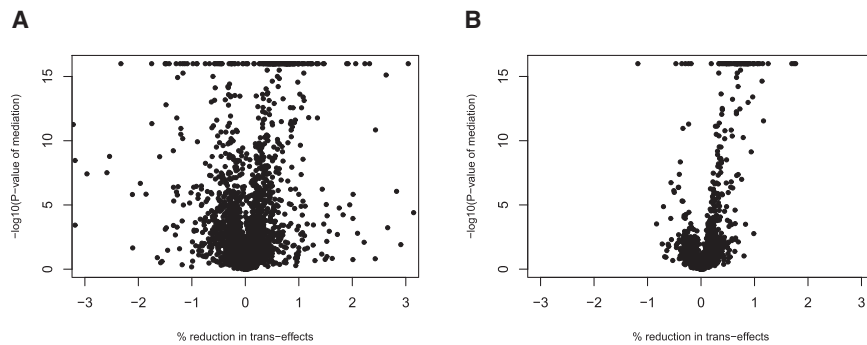 A
−log10(P−value of mediation)
15
10
5
0
−3 −2 −1 0 1 2 3
% reduction in trans−effects
B
−log10(P−value of mediation)
15
10
5
0
−3 −2 −1 0 1 2 3
% reduction in trans−effects